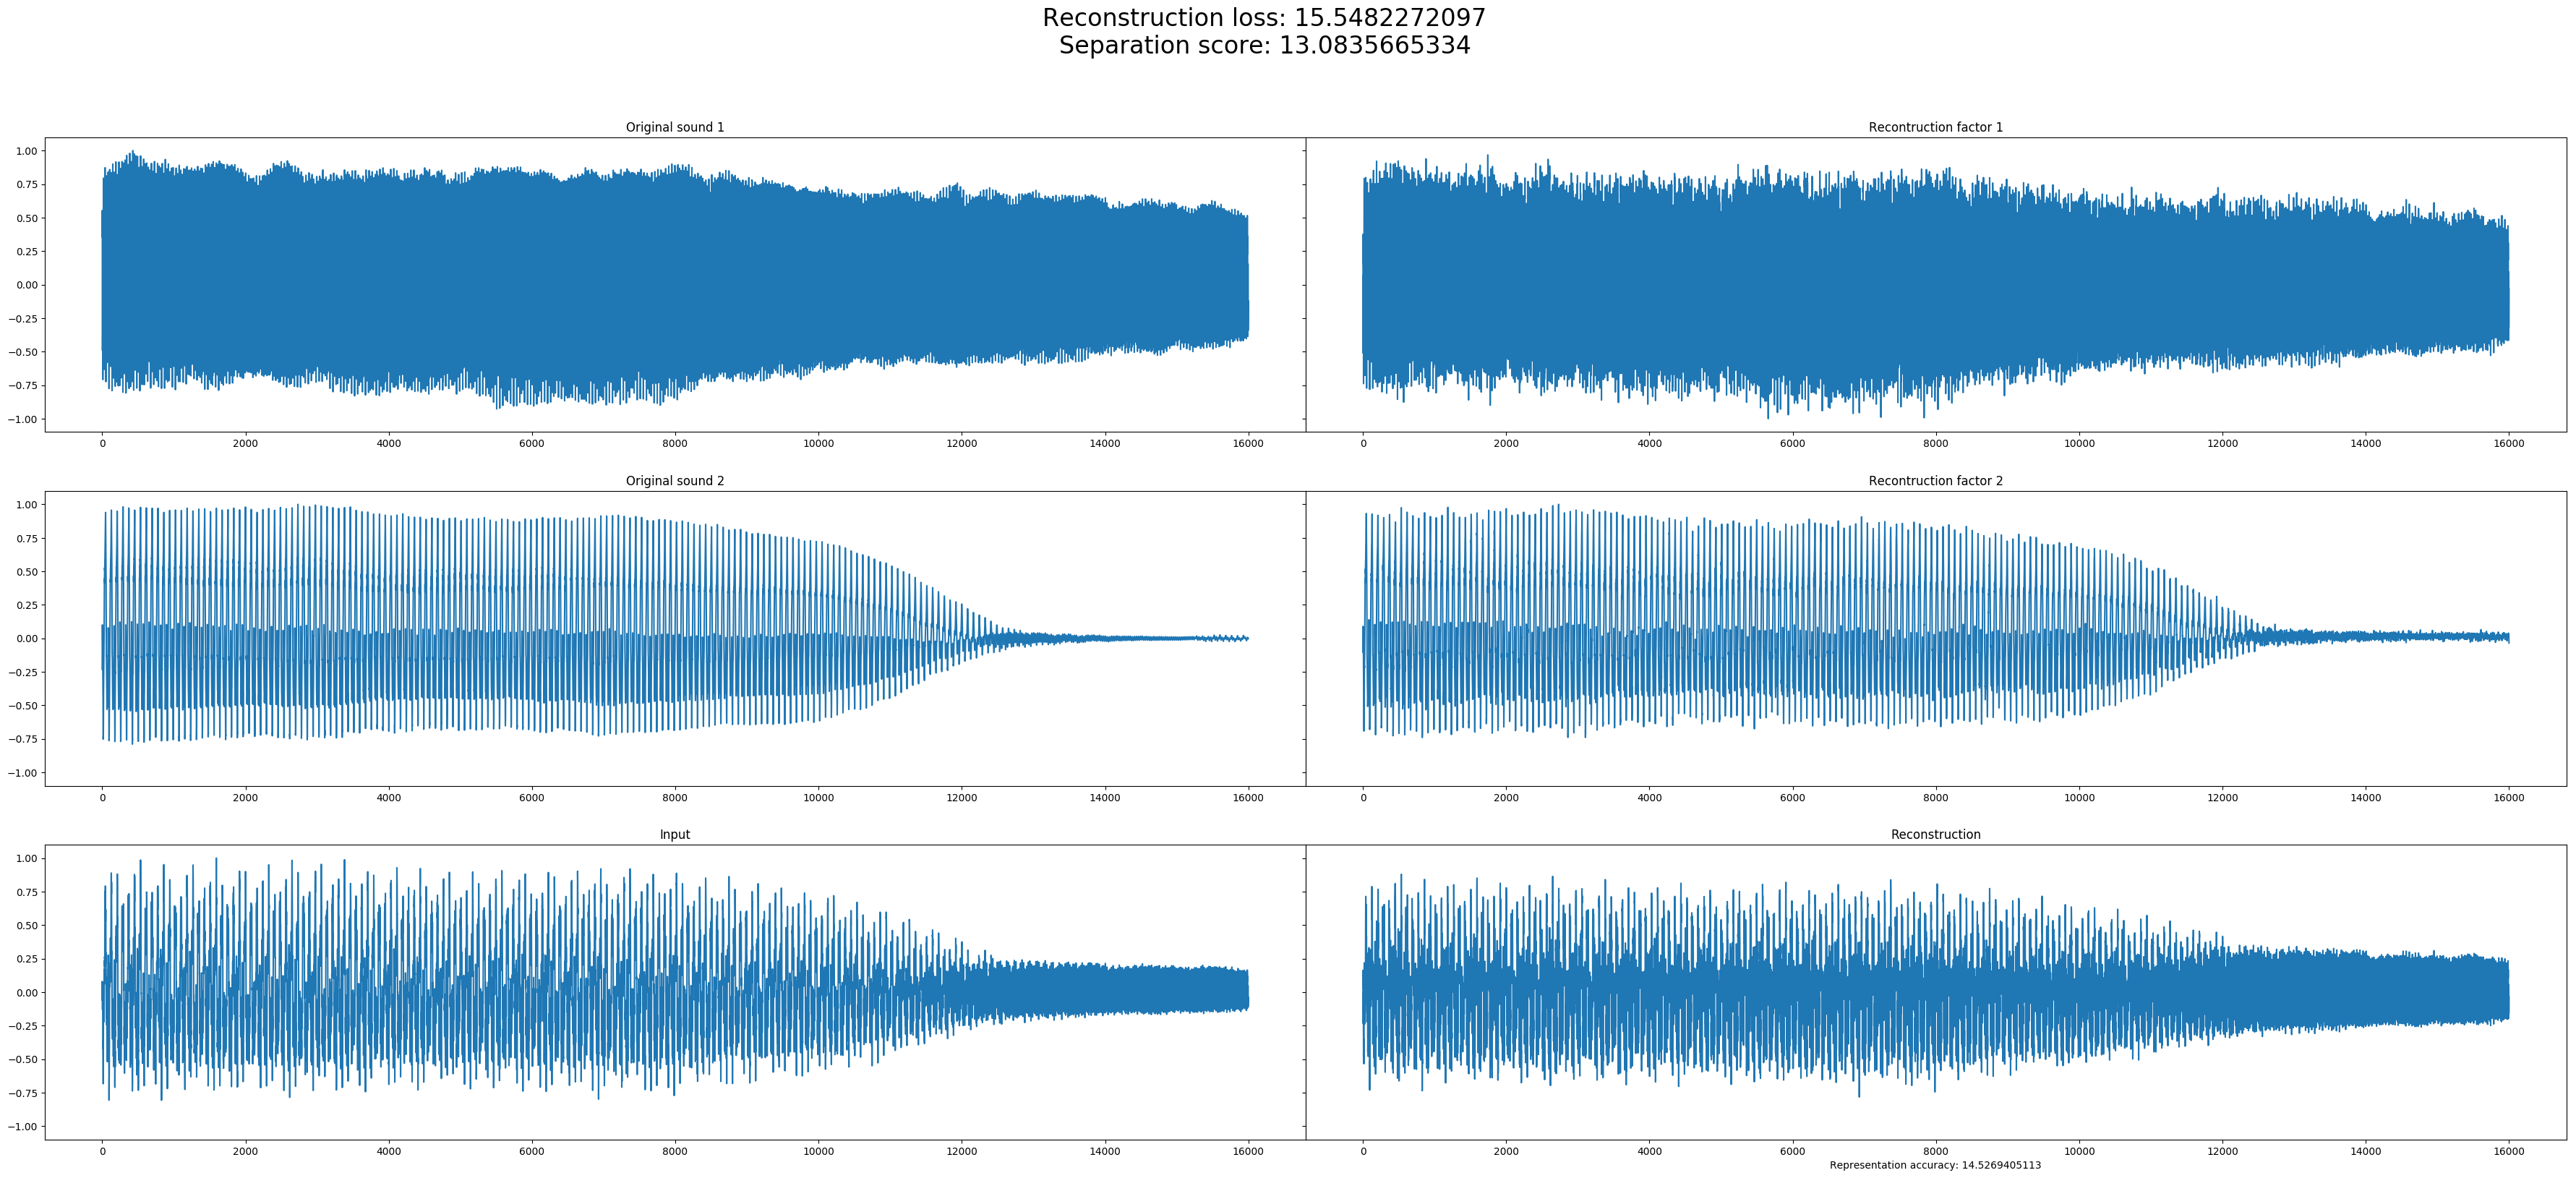 Reconstruction loss: 15.5482272097
Separation score: 13.0835665334
Original sound 1
Recontruction factor 1
1.00
0.75
0.50
0.25
0.00
−0.25
−0.50
−0.75
−1.00
0 2000 4000 6000 8000 10000 12000 14000 16000
0 2000 4000 6000 8000 10000 12000 14000 16000
Original sound 2
Recontruction factor 2
1.00
0.75
0.50
0.25
0.00
−0.25
−0.50
−0.75
−1.00
0 2000 4000 6000 8000 10000 12000 14000 16000
0 2000 4000 6000 8000 10000 12000 14000 16000
Input
Reconstruction
1.00
0.75
0.50
0.25
0.00
−0.25
−0.50
−0.75
−1.00
0 2000 4000 6000 8000 10000 12000 14000 16000
0 2000 4000 6000 8000 10000 12000 14000 16000
Representation accuracy: 14.5269405113